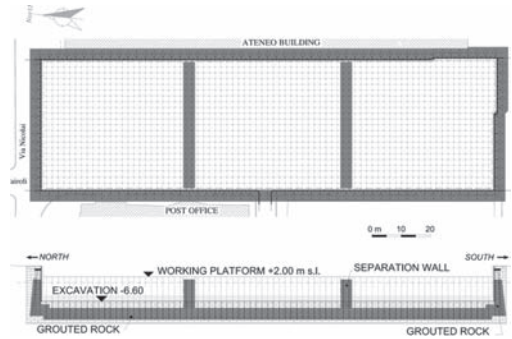 North
ATENEO BUILDING
Via Nicolai
POST OFFICE
0 m 10 20
NORTH
SOUTH
WORKING PLATFORM +2.00 m s.l.
SEPARATION WALL
EXCAVATION -6.60
GROUTED ROCK
GROUTED ROCK